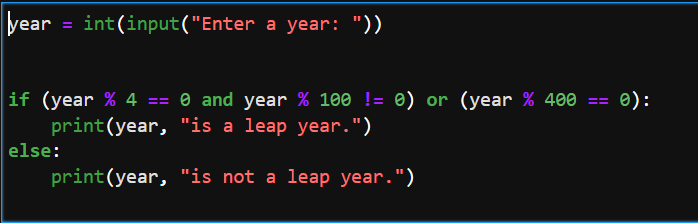 year = int(input("Enter a year: "))
if (year % 4 == 0 and year % 100 != 0) or (year % 400 == 0):
    print(year, "is a leap year.")
else:
    print(year, "is not a leap year.")